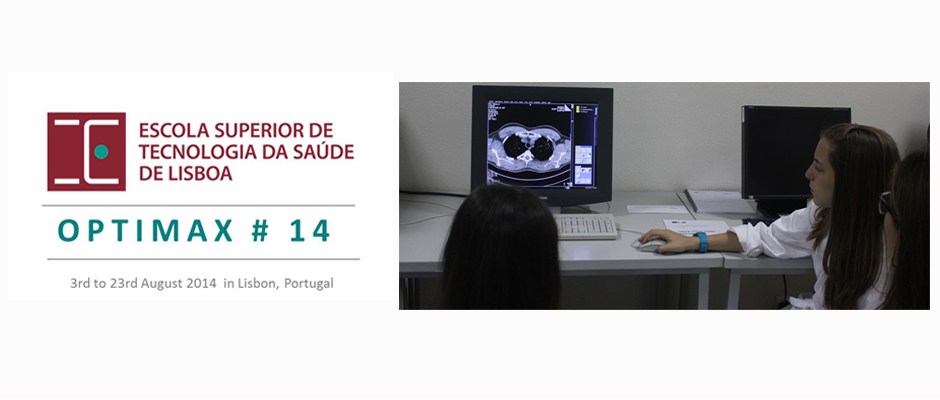 ESCOLA SUPERIOR DE
TECNOLOGIA DA SAÚDE
DE LISBOA
OPTIMAX # 14
3rd to 23rd August 2014 in Lisbon, Portugal